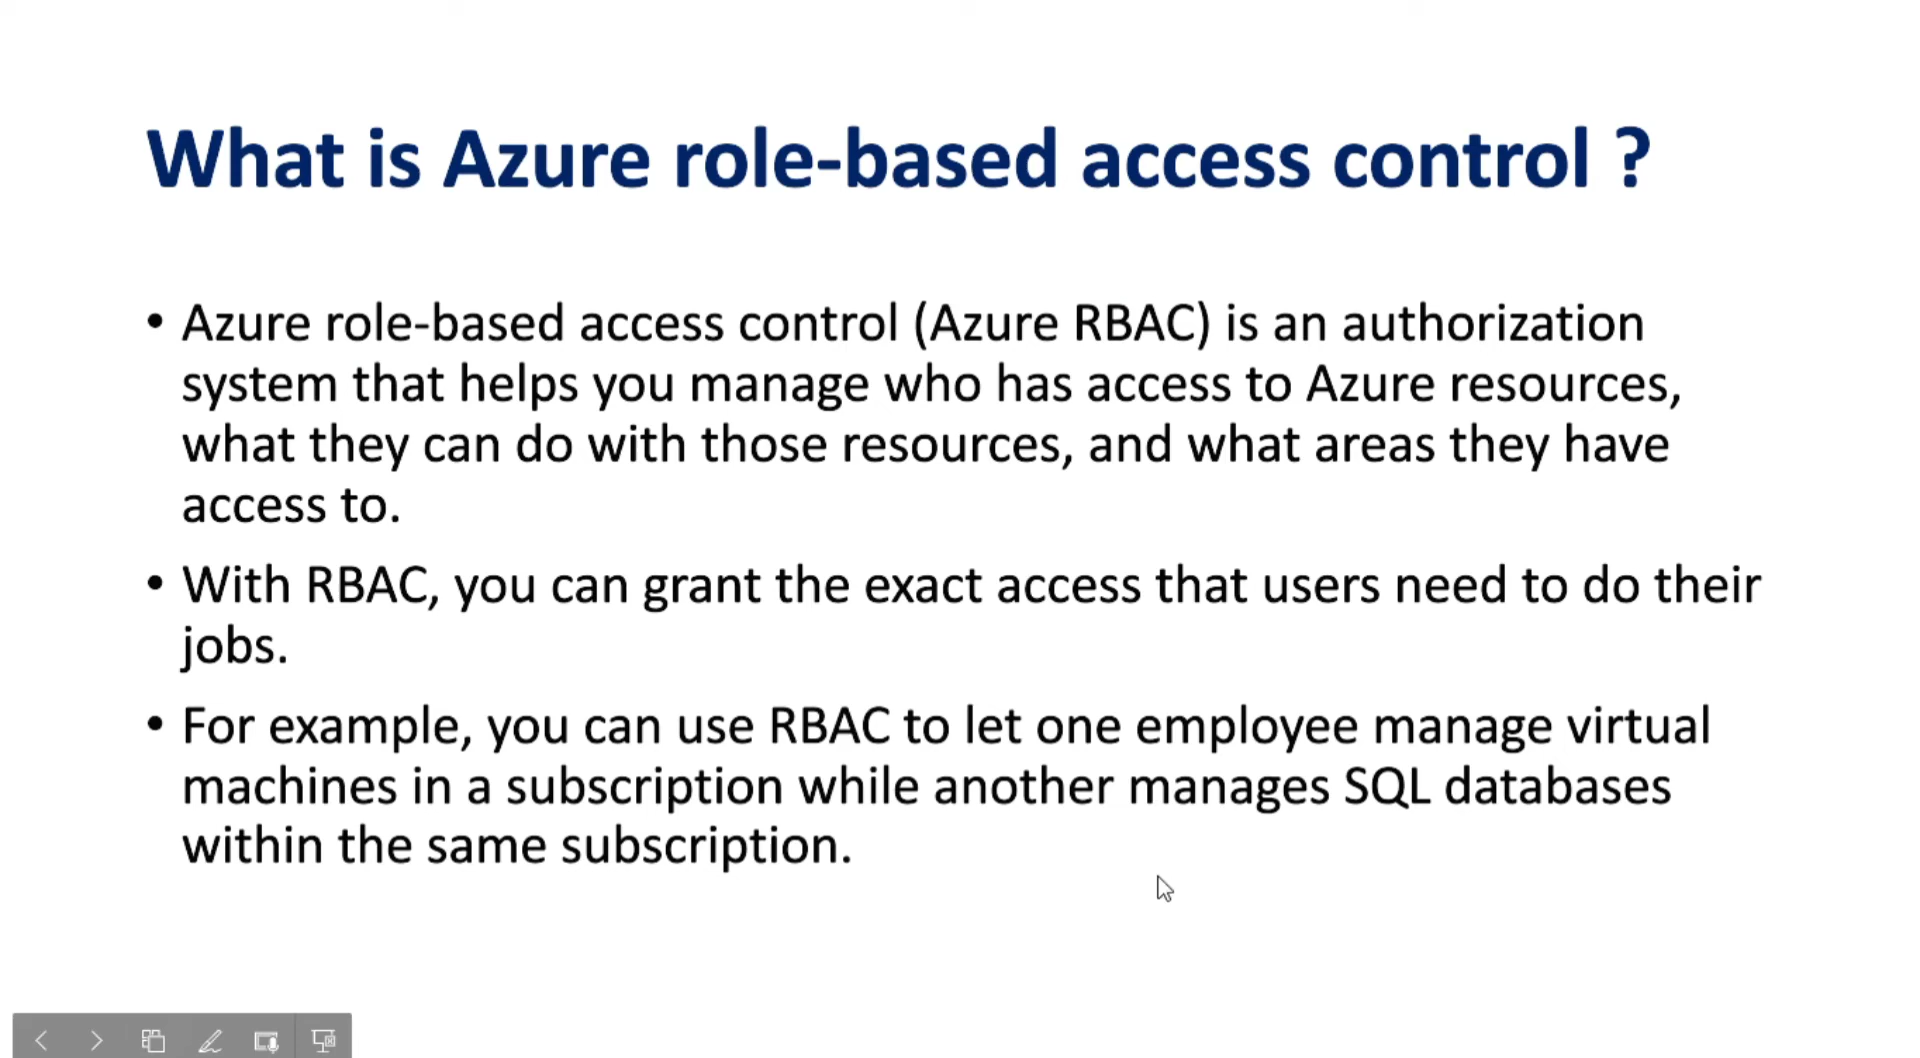 What is Azure role-based access control ?
• Azure role-based access control (Azure RBAC) is an authorization
system that helps you manage who has access to Azure resources,
what they can do with those resources, and what areas they have
access to.
• With RBAC, you can grant the exact access that users need to do their
jobs.
• For example, you can use RBAC to let one employee manage virtual
machines in a subscription while another manages SQL databases
within the same subscription.